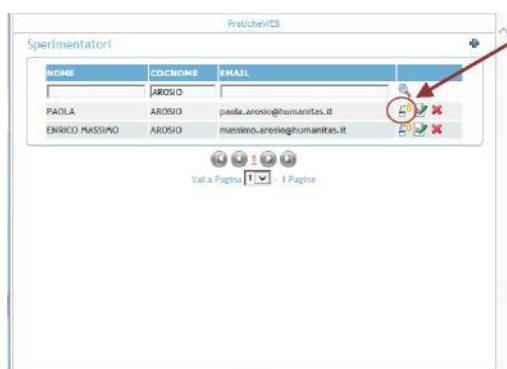 PraticheWEB
Sperimentatori
NOME COGNOME EMAIL
AROSIO
PAOLA AROSIO paola.arosio@humanitas.it
ENRICO MASSIMO AROSIO massimo.arosio@humanitas.it
1
Vai a Pagina 1 - 1 Pagine